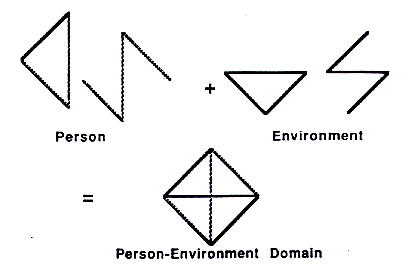 +
Person Environment
=
Person-Environment Domain